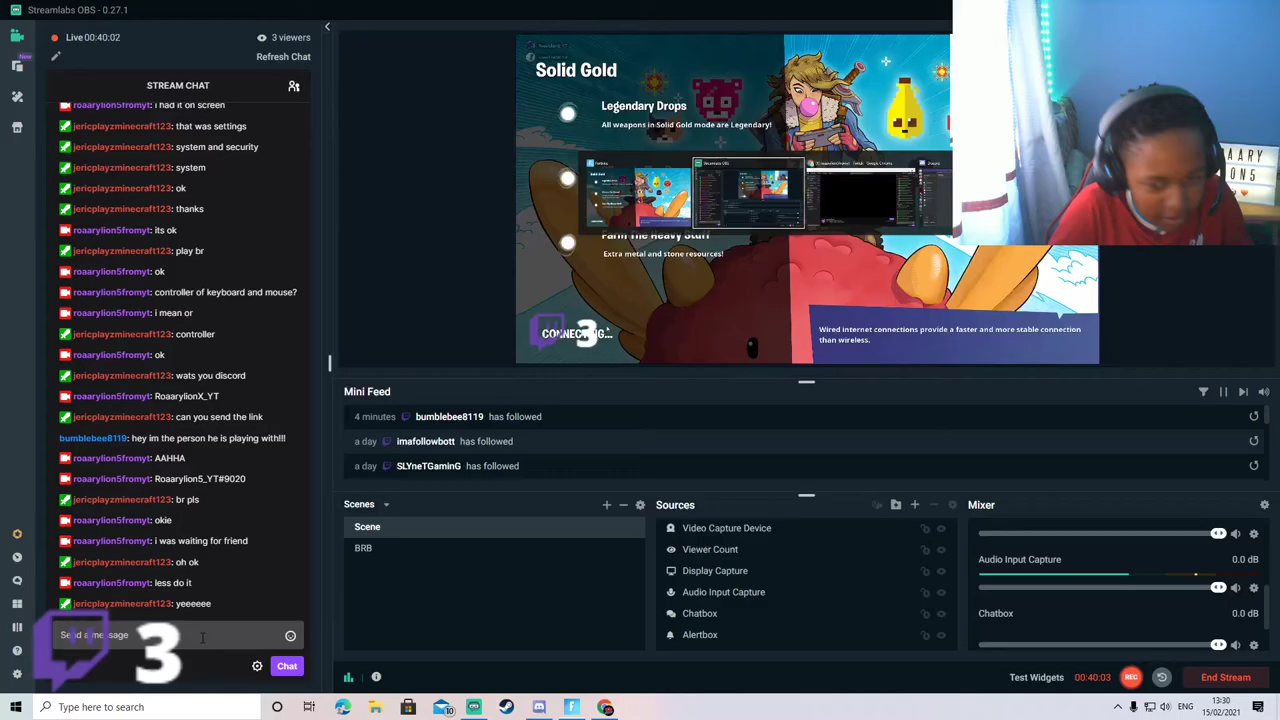 Streamlabs OBS - 0.27.1
Live 00:40:02
3 viewers
Refresh Chat
STREAM CHAT
roaarylion5fromyt: i had it on screen
jericplayzminecraft123: that was settings
jericplayzminecraft123: system and security
jericplayzminecraft123: system
jericplayzminecraft123: ok
jericplayzminecraft123: thanks
roaarylion5fromyt: its ok
jericplayzminecraft123: play br
roaarylion5fromyt: ok
roaarylion5fromyt: controller of keyboard and mouse?
roaarylion5fromyt: i mean or
jericplayzminecraft123: controller
roaarylion5fromyt: ok
jericplayzminecraft123: wats you discord
roaarylion5fromyt: RoaarylionX_YT
jericplayzminecraft123: can you send the link
bumblebee8119: hey im the person he is playing with!!!
roaarylion5fromyt: AAHHA
roaarylion5fromyt: Roaarylion5_YT#9020
jericplayzminecraft123: br pls
roaarylion5fromyt: okie
roaarylion5fromyt: i was waiting for friend
jericplayzminecraft123: oh ok
roaarylion5fromyt: less do it
jericplayzminecraft123: yeeeeee
Send a message
3
Chat
New
Solid Gold
Legendary Drops
All weapons in Solid Gold mode are Legendary!
Streamlabs OBS
Farm The Heavy Stuff
Extra metal and stone resources!
CONNECTING...
3
Wired internet connections provide a faster and more stable connection
than wireless.
Mini Feed
4 minutes bumblebee8119 has followed
a day imafollowbott has followed
a day SLYneTGaminG has followed
Scenes
Scene
BRB
Sources
Video Capture Device
Viewer Count
Display Capture
Audio Input Capture
Chatbox
Alertbox
Mixer
Audio Input Capture 0.0 dB
Chatbox 0.0 dB
Test Widgets 00:40:03 REC End Stream
Type here to search
10
ENG
13:30
15/02/2021